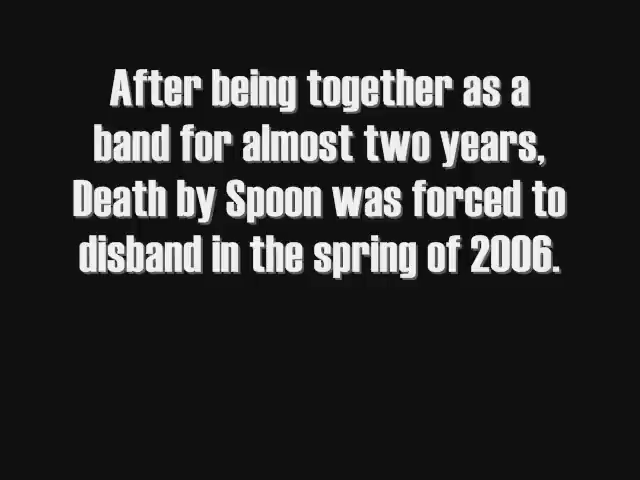 After being together as a
band for almost two years,
Death by Spoon was forced to
disband in the spring of 2006.